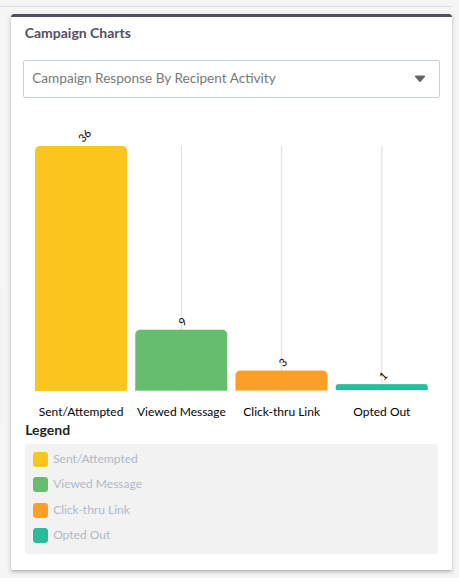 Campaign Charts
Campaign Response By Recipent Activity
36
9
3
1
Sent/Attempted Viewed Message Click-thru Link Opted Out
Legend
Sent/Attempted
Viewed Message
Click-thru Link
Opted Out